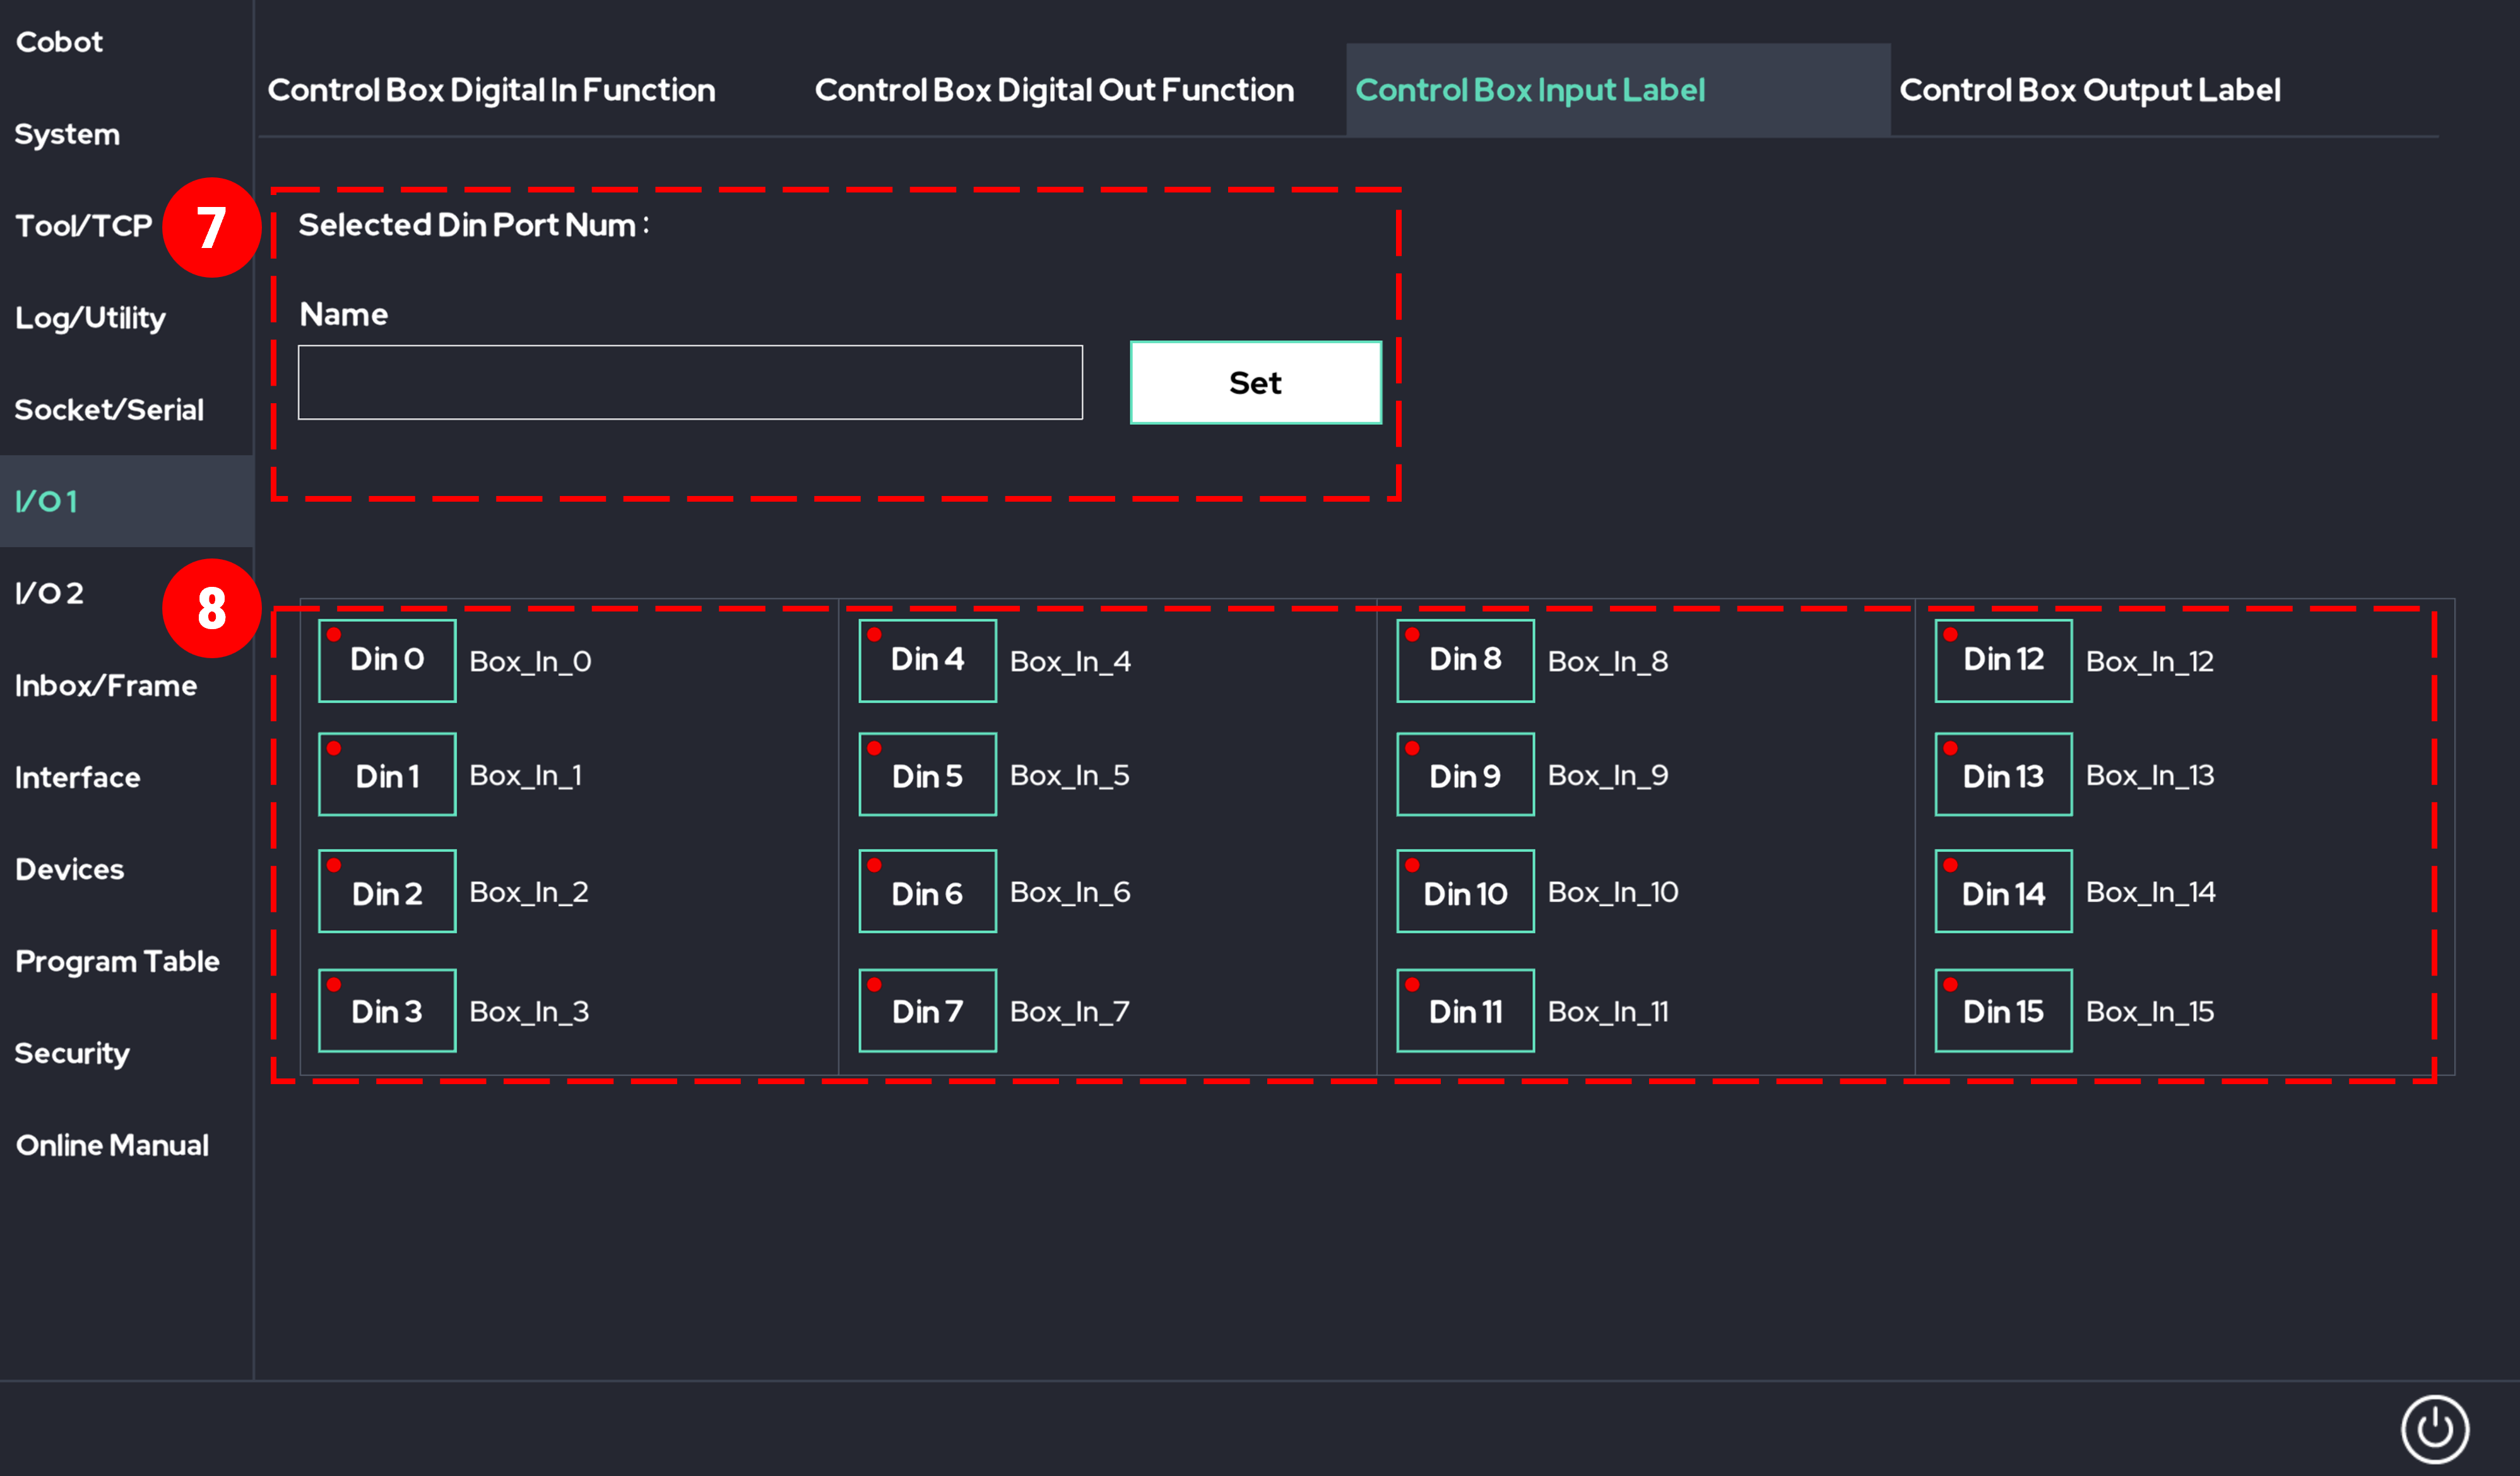 Cobot
System
Tool/TCP
Log/Utility
Socket/Serial
I/O 1
I/O 2
Inbox/Frame
Interface
Devices
Program Table
Security
Online Manual
Control Box Digital In Function
Control Box Digital Out Function
Control Box Input Label
Control Box Output Label
7
Selected Din Port Num :
Name
Set
8
Din 0 Box_In_0
Din 4 Box_In_4
Din 8 Box_In_8
Din 12 Box_In_12
Din 1 Box_In_1
Din 5 Box_In_5
Din 9 Box_In_9
Din 13 Box_In_13
Din 2 Box_In_2
Din 6 Box_In_6
Din 10 Box_In_10
Din 14 Box_In_14
Din 3 Box_In_3
Din 7 Box_In_7
Din 11 Box_In_11
Din 15 Box_In_15